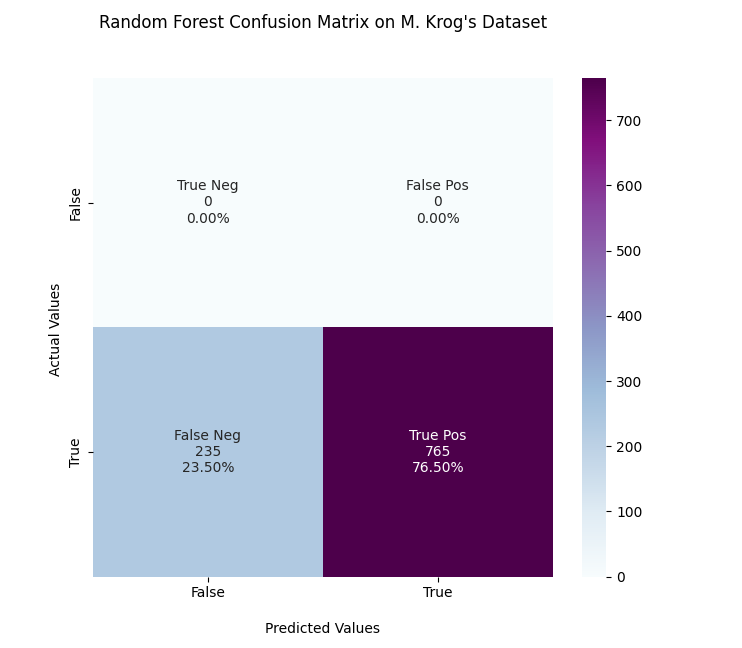 Random Forest Confusion Matrix on M. Krog's Dataset
True Neg
0
0.00%
False Pos
0
0.00%
False Neg
235
23.50%
True Pos
765
76.50%
False
True
Actual Values
False
True
Predicted Values
700
600
500
400
300
200
100
0